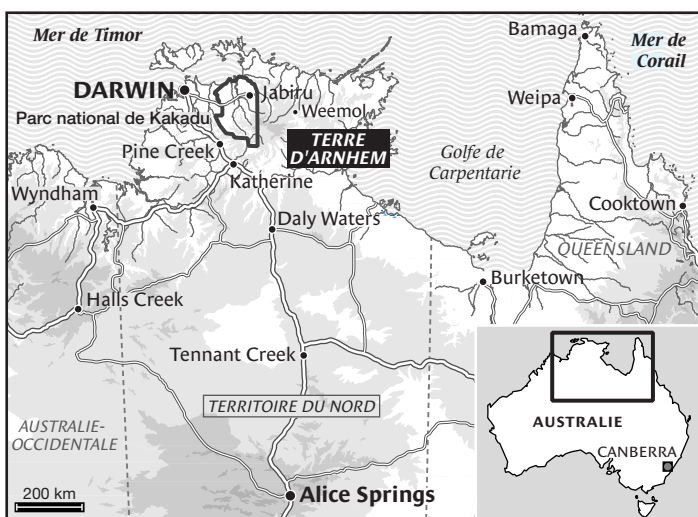 Mer de Timor
Bamaga
Mer de
Corail
DARWIN
Jabiru
Weemol
Weipa
Parc national de Kakadu
TERRE
D'ARNHEM
Golfe de
Carpentarie
Pine Creek
Katherine
Wyndham
Cooktown
Daly Waters
QUEENSLAND
Burketown
Halls Creek
Tennant Creek
TERRITOIRE DU NORD
AUSTRALIE-
OCCIDENTALE
AUSTRALIE
CANBERRA
200 km
Alice Springs